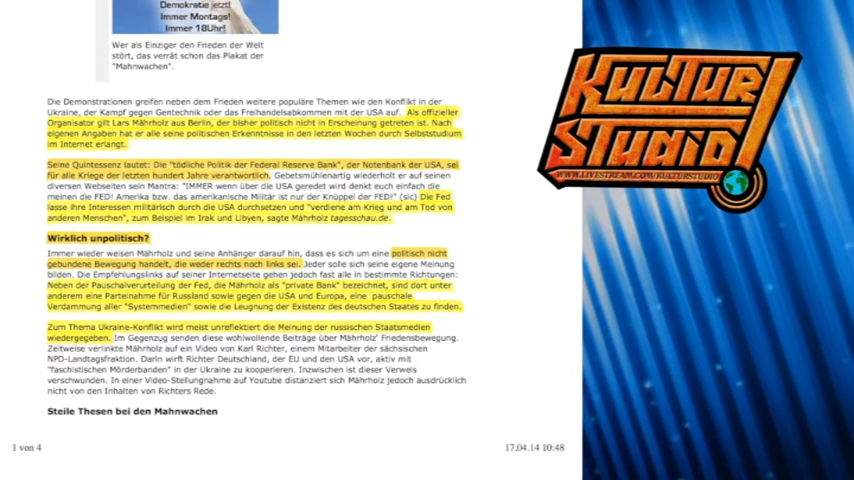 Demokratie jetzt!
Immer Montags!
Immer 18Uhr!
Wer als Einziger den Frieden der Welt
stört, das verrät schon das Plakat der
"Mahnwachen".
Die Demonstrationen greifen neben dem Frieden weitere populäre Themen wie den Konflikt in der
Ukraine, der Kampf gegen Gentechnik oder das Freihandelsabkommen mit der USA auf. Als offizieller
Organisator gilt Lars Mährholz aus Berlin, der bisher politisch nicht in Erscheinung getreten ist. Nach
eigenen Angaben hat er alle seine politischen Erkenntnisse in den letzten Wochen durch Selbststudium
im Internet erlangt.
Seine Quintessenz lautet: Die "tödliche Politik der Federal Reserve Bank", der Notenbank der USA, sei
für alle Kriege der letzten hundert Jahre verantwortlich. Gebetsmühlenartig wiederholt er auf seinen
diversen Webseiten sein Mantra: "IMMER wenn über die USA geredet wird denkt euch einfach die
meinen die FED! Amerika bzw. das amerikanische Militär ist nur der Knüppel der FED!" (sic) Die Fed
lasse ihre Interessen militärisch durch die USA durchsetzen und "verdiene am Krieg und am Tod von
anderen Menschen", zum Beispiel im Irak und Libyen, sagte Mährholz tagesschau.de.
Wirklich unpolitisch?
Immer wieder weisen Mährholz und seine Anhänger darauf hin, dass es sich um eine politisch nicht
gebundene Bewegung handelt, die weder rechts noch links sei. Jeder solle sich seine eigene Meinung
bilden. Die Empfehlungslinks auf seiner Internetseite gehen jedoch fast alle in bestimmte Richtungen:
Neben der Pauschalverurteilung der Fed, die Mährholz als "private Bank" bezeichnet, sind dort unter
anderem eine Parteinahme für Russland sowie gegen die USA und Europa, eine pauschale
Verdammung aller "Systemmedien" sowie die Leugnung der Existenz des deutschen Staates zu finden.
Zum Thema Ukraine-Konflikt wird meist unreflektiert die Meinung der russischen Staatsmedien
wiedergegeben. Im Gegenzug senden diese wohlwollende Beiträge über Mährholz' Friedensbewegung.
Zeitweise verlinkte Mährholz auf ein Video von Karl Richter, einem Mitarbeiter der sächsischen
NPD-Landtagsfraktion. Darin wirft Richter Deutschland, der EU und den USA vor, aktiv mit
"faschistischen Mörderbanden" in der Ukraine zu kooperieren. Inzwischen ist dieser Verweis
verschwunden. In einer Video-Stellungnahme auf Youtube distanziert sich Mährholz jedoch ausdrücklich
nicht von den Inhalten von Richters Rede.
Steile Thesen bei den Mahnwachen
1 von 4
17.04.14 10:48
KULTUR
STUDIO!
WWW.LIVESTREAM.COM/KULTURSTUDIO